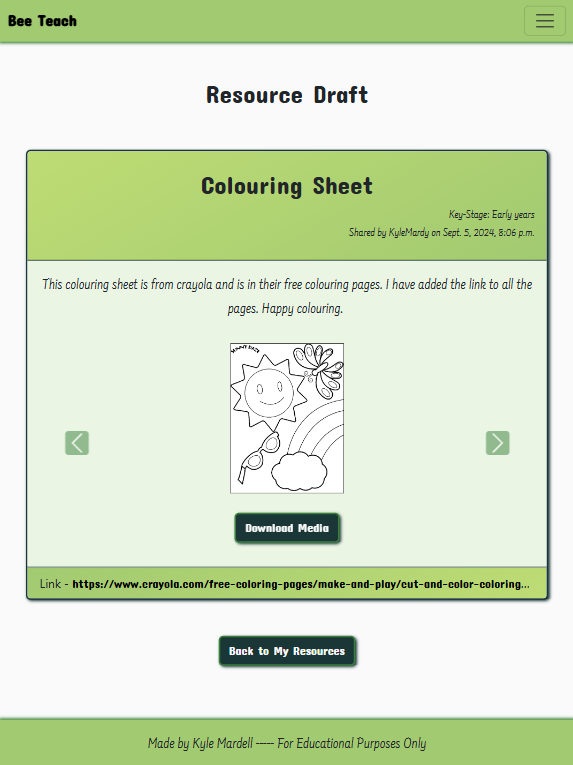 Bee Teach
Resource Draft
Colouring Sheet
Key-Stage: Early years
Shared by KyleMardy on Sept. 5, 2024, 8:06 p.m.
This colouring sheet is from crayola and is in their free colouring pages. I have added the link to all the
pages. Happy colouring.
SUNNY DAYS
Download Media
Link - https://www.crayola.com/free-coloring-pages/make-and-play/cut-and-color-coloring...
Back to My Resources
Made by Kyle Mardell ----- For Educational Purposes Only